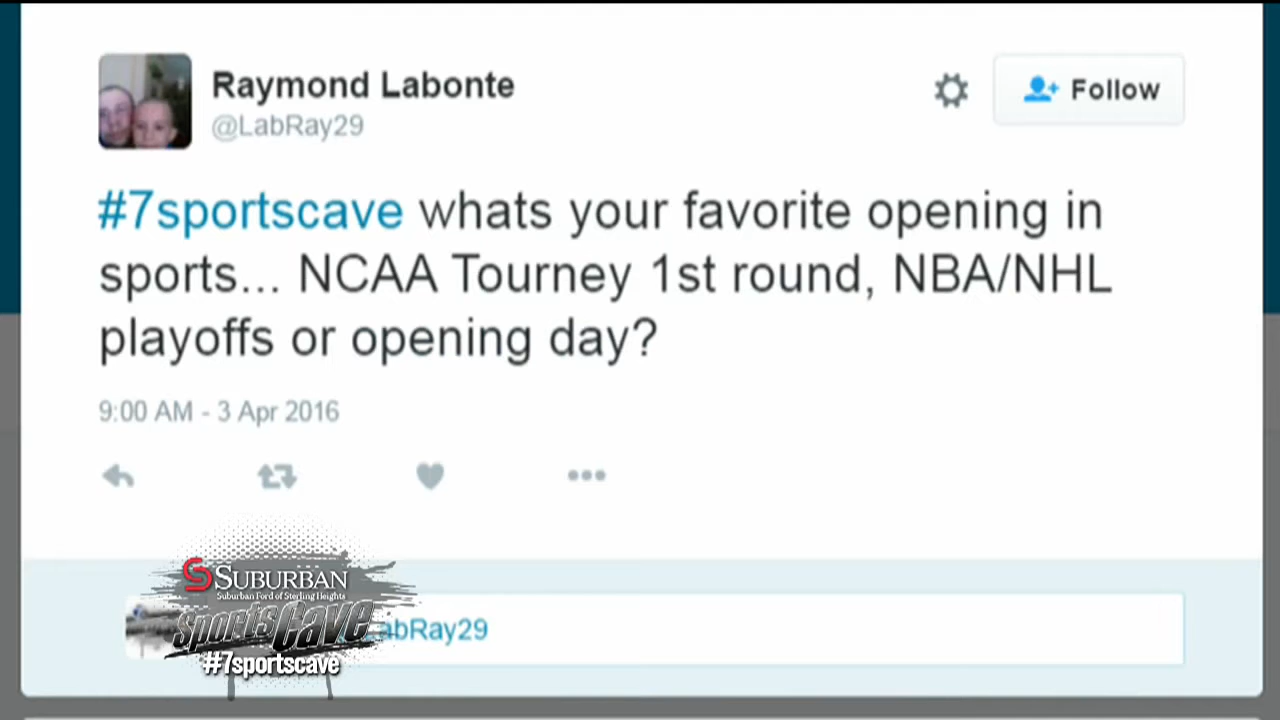 Raymond Labonte
@LabRay29
Follow
#7sportscave whats your favorite opening in
sports... NCAA Tourney 1st round, NBA/NHL
playoffs or opening day?
9:00 AM - 3 Apr 2016
S SUBURBAN
Suburban Ford of Sterling Heights
SportsCave
abRay29
#7sportscave